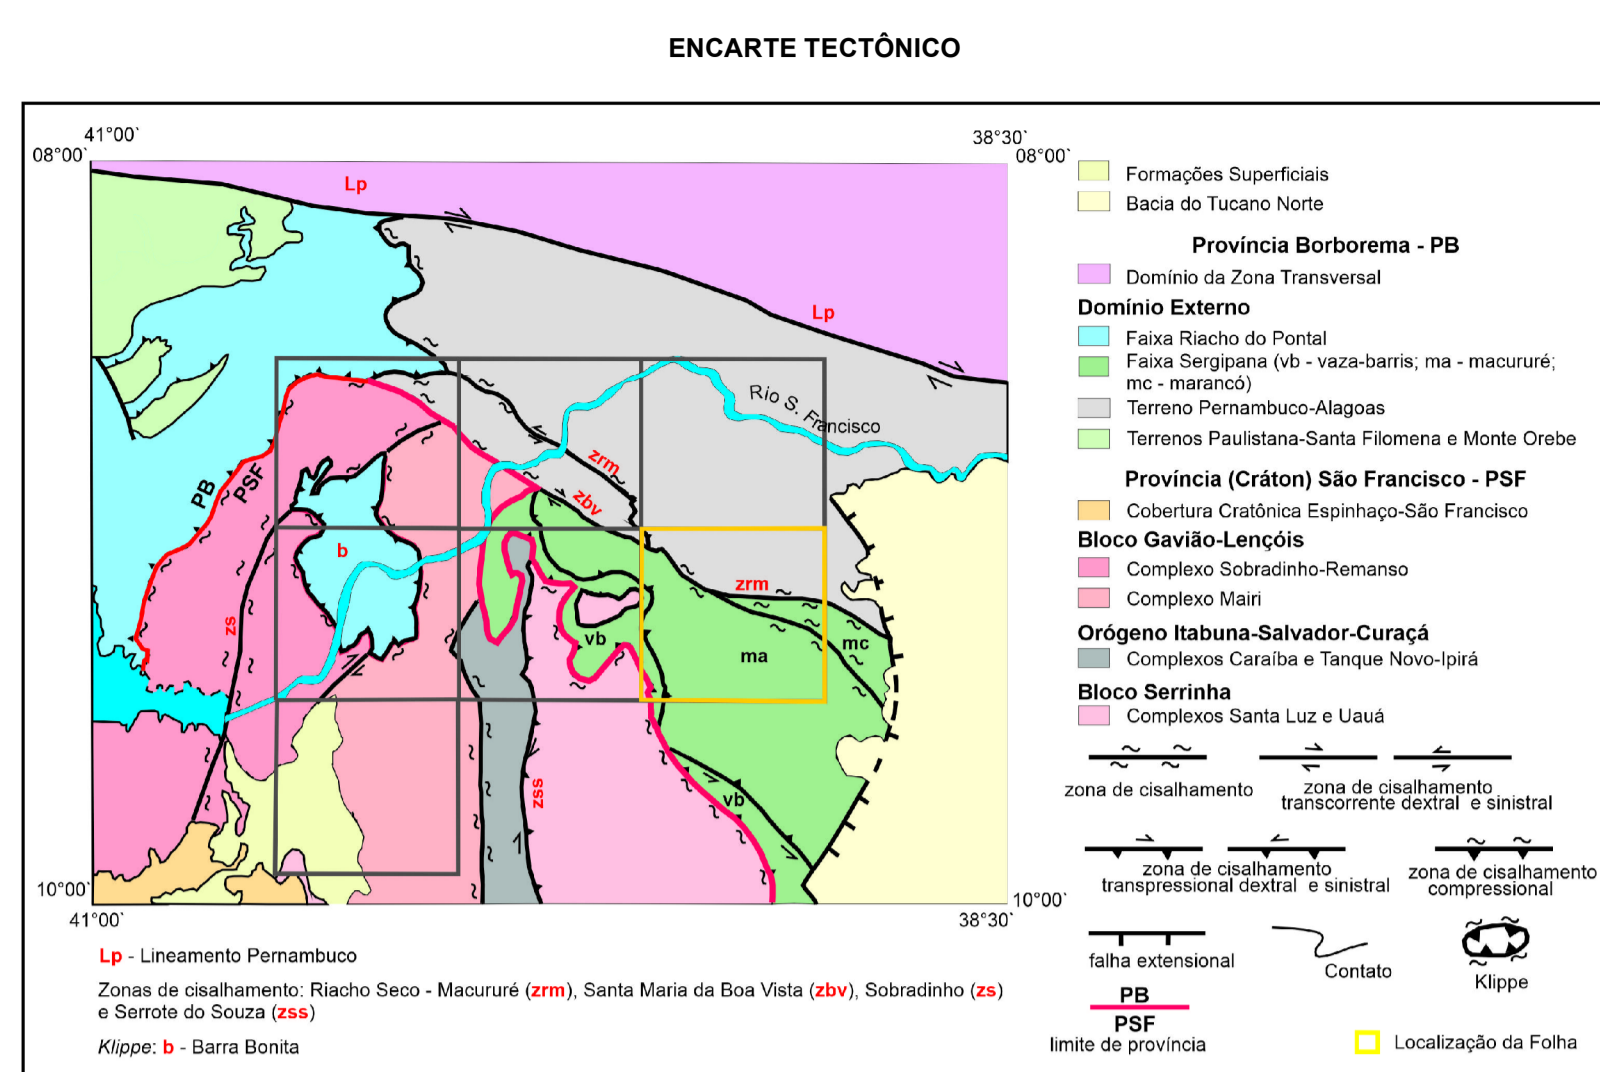 ENCARTE TECTÔNICO
41°00`
38°30`
08°00`
08°00`
Lp
Lp
Rio S. Francisco
zrm
zbv
PB
PSF
b
zrm
zs
vb
ma
mc
zss
vb
10°00`
10°00`
41°00`
38°30`
Lp - Lineamento Pernambuco
Zonas de cisalhamento: Riacho Seco - Macururé (zrm), Santa Maria da Boa Vista (zbv), Sobradinho (zs)
e Serrote do Souza (zss)
Klippe: b - Barra Bonita
Formações Superficiais
Bacia do Tucano Norte
Província Borborema - PB
Domínio da Zona Transversal
Domínio Externo
Faixa Riacho do Pontal
Faixa Sergipana (vb - vaza-barris; ma - macururé;
mc - marancó)
Terreno Pernambuco-Alagoas
Terrenos Paulistana-Santa Filomena e Monte Orebe
Província (Cráton) São Francisco - PSF
Cobertura Cratônica Espinhaço-São Francisco
Bloco Gavião-Lençóis
Complexo Sobradinho-Remanso
Complexo Mairi
Orógeno Itabuna-Salvador-Curaçá
Complexos Caraíba e Tanque Novo-Ipirá
Bloco Serrinha
Complexos Santa Luz e Uauá
zona de cisalhamento
zona de cisalhamento
transcorrente dextral e sinistral
zona de cisalhamento
transpressional dextral e sinistral
zona de cisalhamento
compressional
falha extensional
Contato
Klippe
PB
PSF
limite de província
Localização da Folha